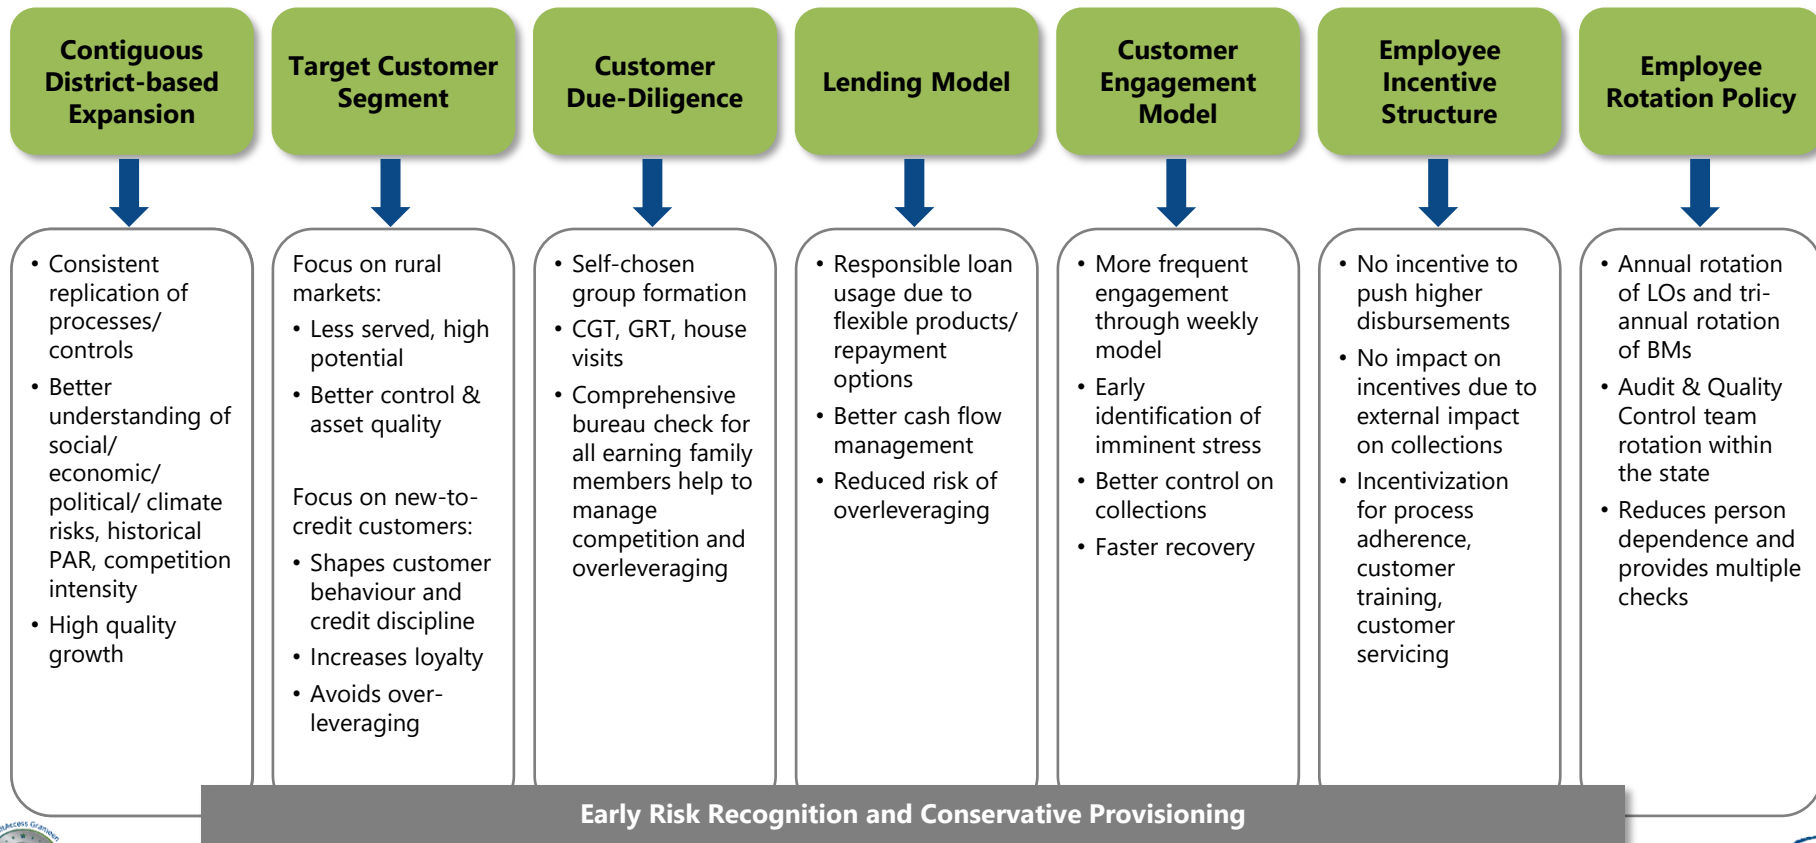 Contiguous
District-based
Expansion
Target Customer
Segment
Customer
Due-Diligence
Lending Model
Customer
Engagement
Model
Employee
Incentive
Structure
Employee
Rotation Policy
• Consistent
replication of
processes/
controls
• Better
understanding of
social/
economic/
political/ climate
risks, historical
PAR, competition
intensity
• High quality
growth
Focus on rural
markets:
• Less served, high
potential
• Better control &
asset quality
Focus on new-to-
credit customers:
• Shapes customer
behaviour and
credit discipline
• Increases loyalty
• Avoids over-
leveraging
• Self-chosen
group formation
• CGT, GRT, house
visits
• Comprehensive
bureau check for
all earning family
members help to
manage
competition and
overleveraging
• Responsible loan
usage due to
flexible products/
repayment
options
• Better cash flow
management
• Reduced risk of
overleveraging
• More frequent
engagement
through weekly
model
• Early
identification of
imminent stress
• Better control on
collections
• Faster recovery
• No incentive to
push higher
disbursements
• No impact on
incentives due to
external impact
on collections
• Incentivization
for process
adherence,
customer
training,
customer
servicing
• Annual rotation
of LOs and tri-
annual rotation
of BMs
• Audit & Quality
Control team
rotation within
the state
• Reduces person
dependence and
provides multiple
checks
Early Risk Recognition and Conservative Provisioning